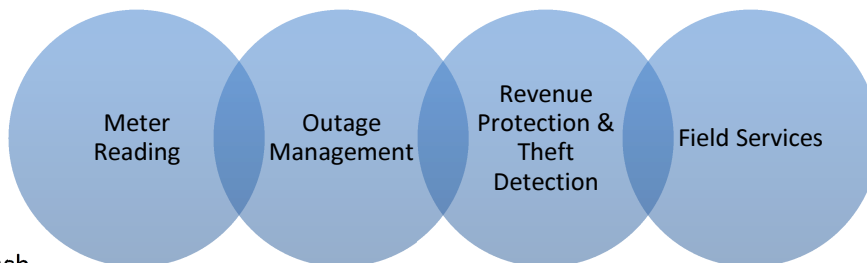 Meter
Reading
Outage
Management
Revenue
Protection &
Theft
Detection
Field Services